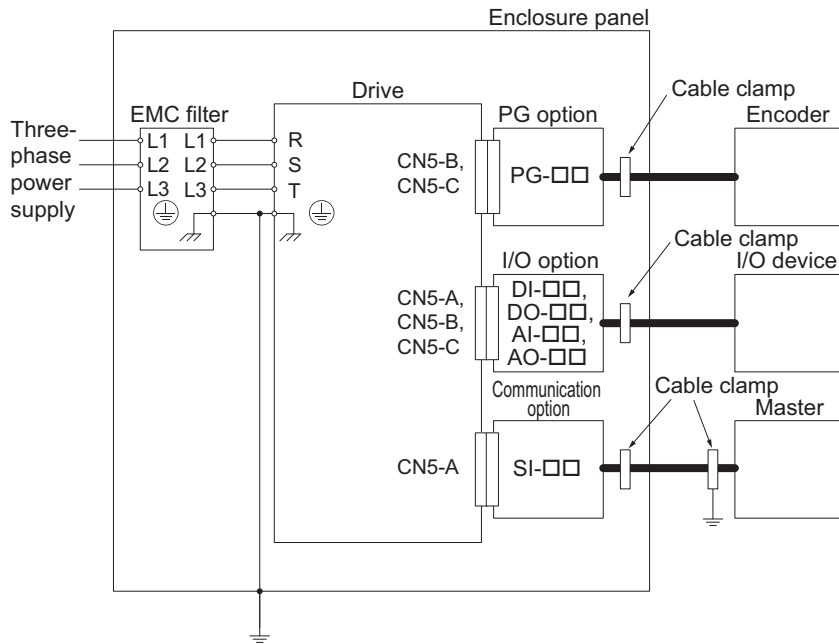 Enclosure panel
Three-
phase
power
supply
EMC filter
L1 L1
L2 L2
L3 L3
Drive
R
S
T
CN5-B,
CN5-C
PG option
PG-□□
Cable clamp
Encoder
CN5-A,
CN5-B,
CN5-C
I/O option
DI-□□,
DO-□□,
AI-□□,
AO-□□
Cable clamp
I/O device
CN5-A
Communication
option
SI-□□
Cable clamp
Master